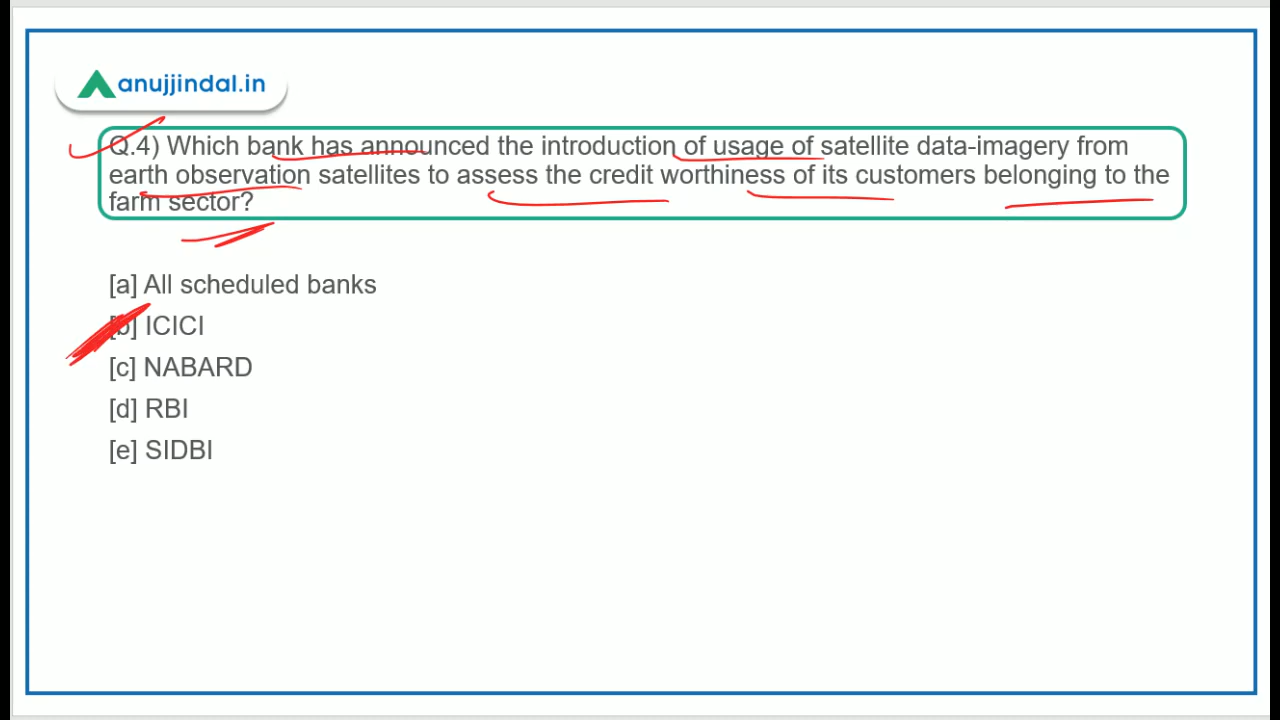 anujjindal.in
Q.4) Which bank has announced the introduction of usage of satellite data-imagery from
earth observation satellites to assess the credit worthiness of its customers belonging to the
farm sector?
[a] All scheduled banks
[b] ICICI
[c] NABARD
[d] RBI
[e] SIDBI